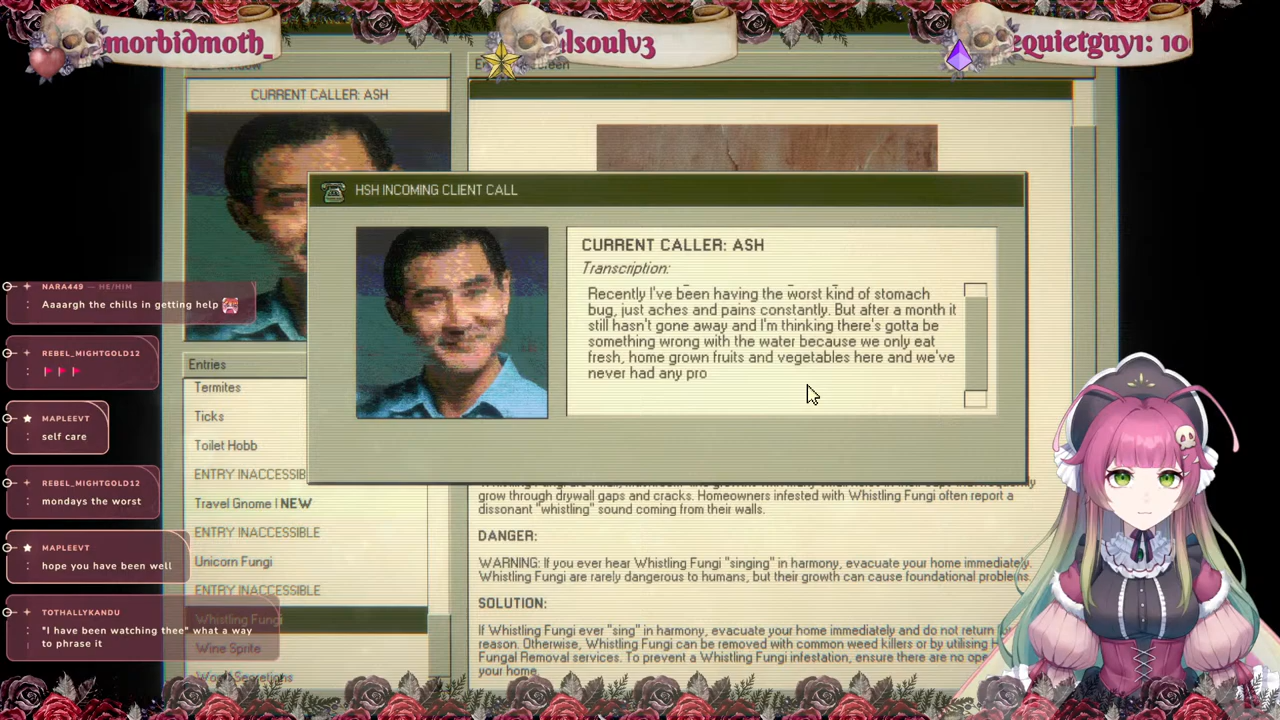 morbidmoth_
lsoulv3
equietguy1: 10
CURRENT CALLER: ASH
HSH INCOMING CLIENT CALL
CURRENT CALLER: ASH
Transcription:
Recently I've been having the worst kind of stomach
bug, just aches and pains constantly. But after a month it
still hasn't gone away and I'm thinking there's gotta be
something wrong with the water because we only eat
fresh, home grown fruits and vegetables here and we've
never had any pro
NARA449 — HE/HIM
Aaaargh the chills in getting help
REBEL_MIGHTGOLD12
MAPLEEVT
self care
REBEL_MIGHTGOLD12
mondays the worst
MAPLEEVT
hope you have been well
TOTHALLYKANDU
"I have been watching thee" what a way
to phrase it
Entries
Termites
Ticks
Toilet Hobb
ENTRY INACCESSIB
Travel Gnome | NEW
ENTRY INACCESSIBLE
Unicorn Fungi
ENTRY INACCESSIBLE
Whistling Fungi
Wine Sprite
grow through drywall gaps and cracks. Homeowners infested with Whistling Fungi often report a
dissonant "whistling" sound coming from their walls.
DANGER:
WARNING: If you ever hear Whistling Fungi "singing" in harmony, evacuate your home immediately.
Whistling Fungi are rarely dangerous to humans, but their growth can cause foundational problems.
SOLUTION:
If Whistling Fungi ever "sing" in harmony, evacuate your home immediately and do not return
reason. Otherwise, Whistling Fungi can be removed with common weed killers or by utilising
Fungal Removal services. To prevent a Whistling Fungi infestation, ensure there are no ope
your home.